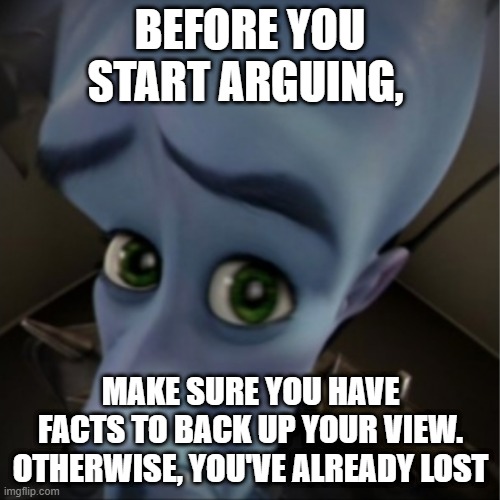 BEFORE YOU
START ARGUING,
MAKE SURE YOU HAVE
FACTS TO BACK UP YOUR VIEW.
OTHERWISE, YOU'VE ALREADY LOST
imgflip.com